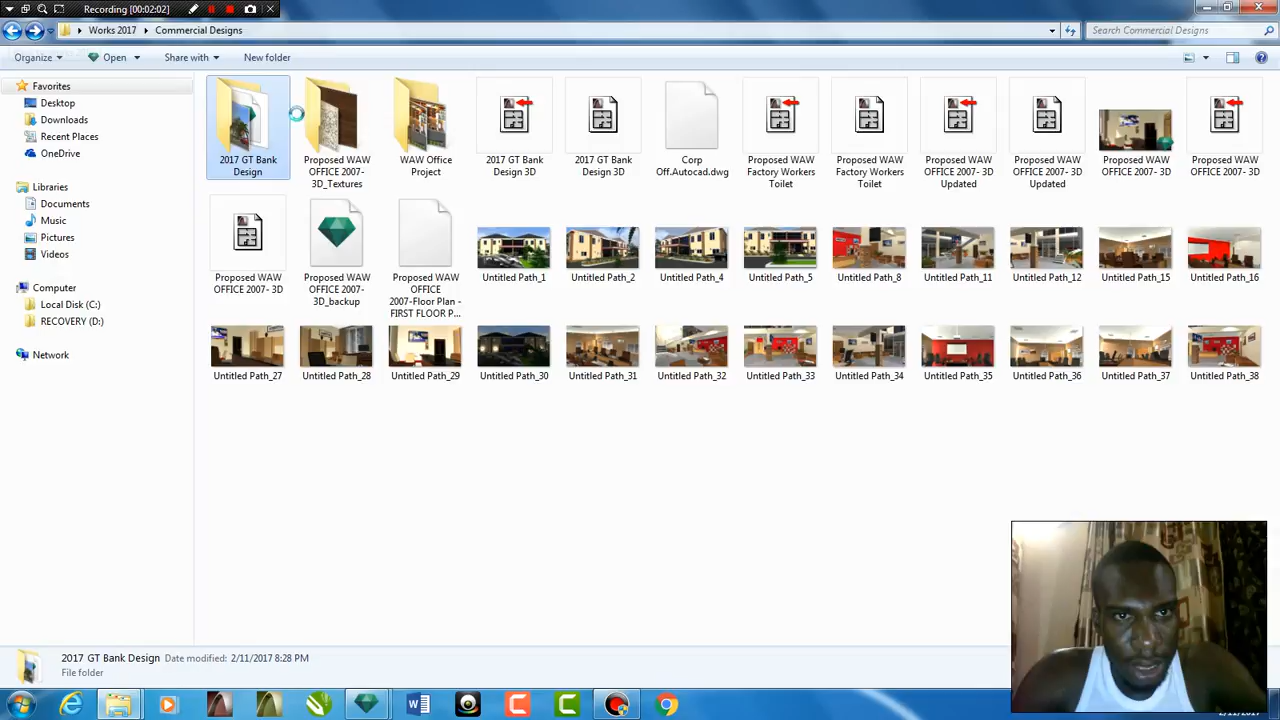 Recording [00:02:02]
Works 2017 Commercial Designs
Search Commercial Designs
Organize Open Share with New folder
Favorites
Desktop
Downloads
Recent Places
OneDrive
Libraries
Documents
Music
Pictures
Videos
Computer
Local Disk (C:)
RECOVERY (D:)
Network
2017 GT Bank
Design
Proposed WAW
OFFICE 2007-
3D_Textures
WAW Office
Project
2017 GT Bank
Design 3D
2017 GT Bank
Design 3D
Corp
Off.Autocad.dwg
Proposed WAW
Factory Workers
Toilet
Proposed WAW
Factory Workers
Toilet
Proposed WAW
OFFICE 2007- 3D
Updated
Proposed WAW
OFFICE 2007- 3D
Updated
Proposed WAW
OFFICE 2007- 3D
Proposed WAW
OFFICE 2007- 3D
Proposed WAW
OFFICE 2007- 3D
Proposed WAW
OFFICE 2007-
3D_backup
Proposed WAW
OFFICE
2007-Floor Plan -
FIRST FLOOR P...
Untitled Path_1
Untitled Path_2
Untitled Path_4
Untitled Path_5
Untitled Path_8
Untitled Path_11
Untitled Path_12
Untitled Path_15
Untitled Path_16
Untitled Path_27
Untitled Path_28
Untitled Path_29
Untitled Path_30
Untitled Path_31
Untitled Path_32
Untitled Path_33
Untitled Path_34
Untitled Path_35
Untitled Path_36
Untitled Path_37
Untitled Path_38
2017 GT Bank Design Date modified: 2/11/2017 8:28 PM
File folder